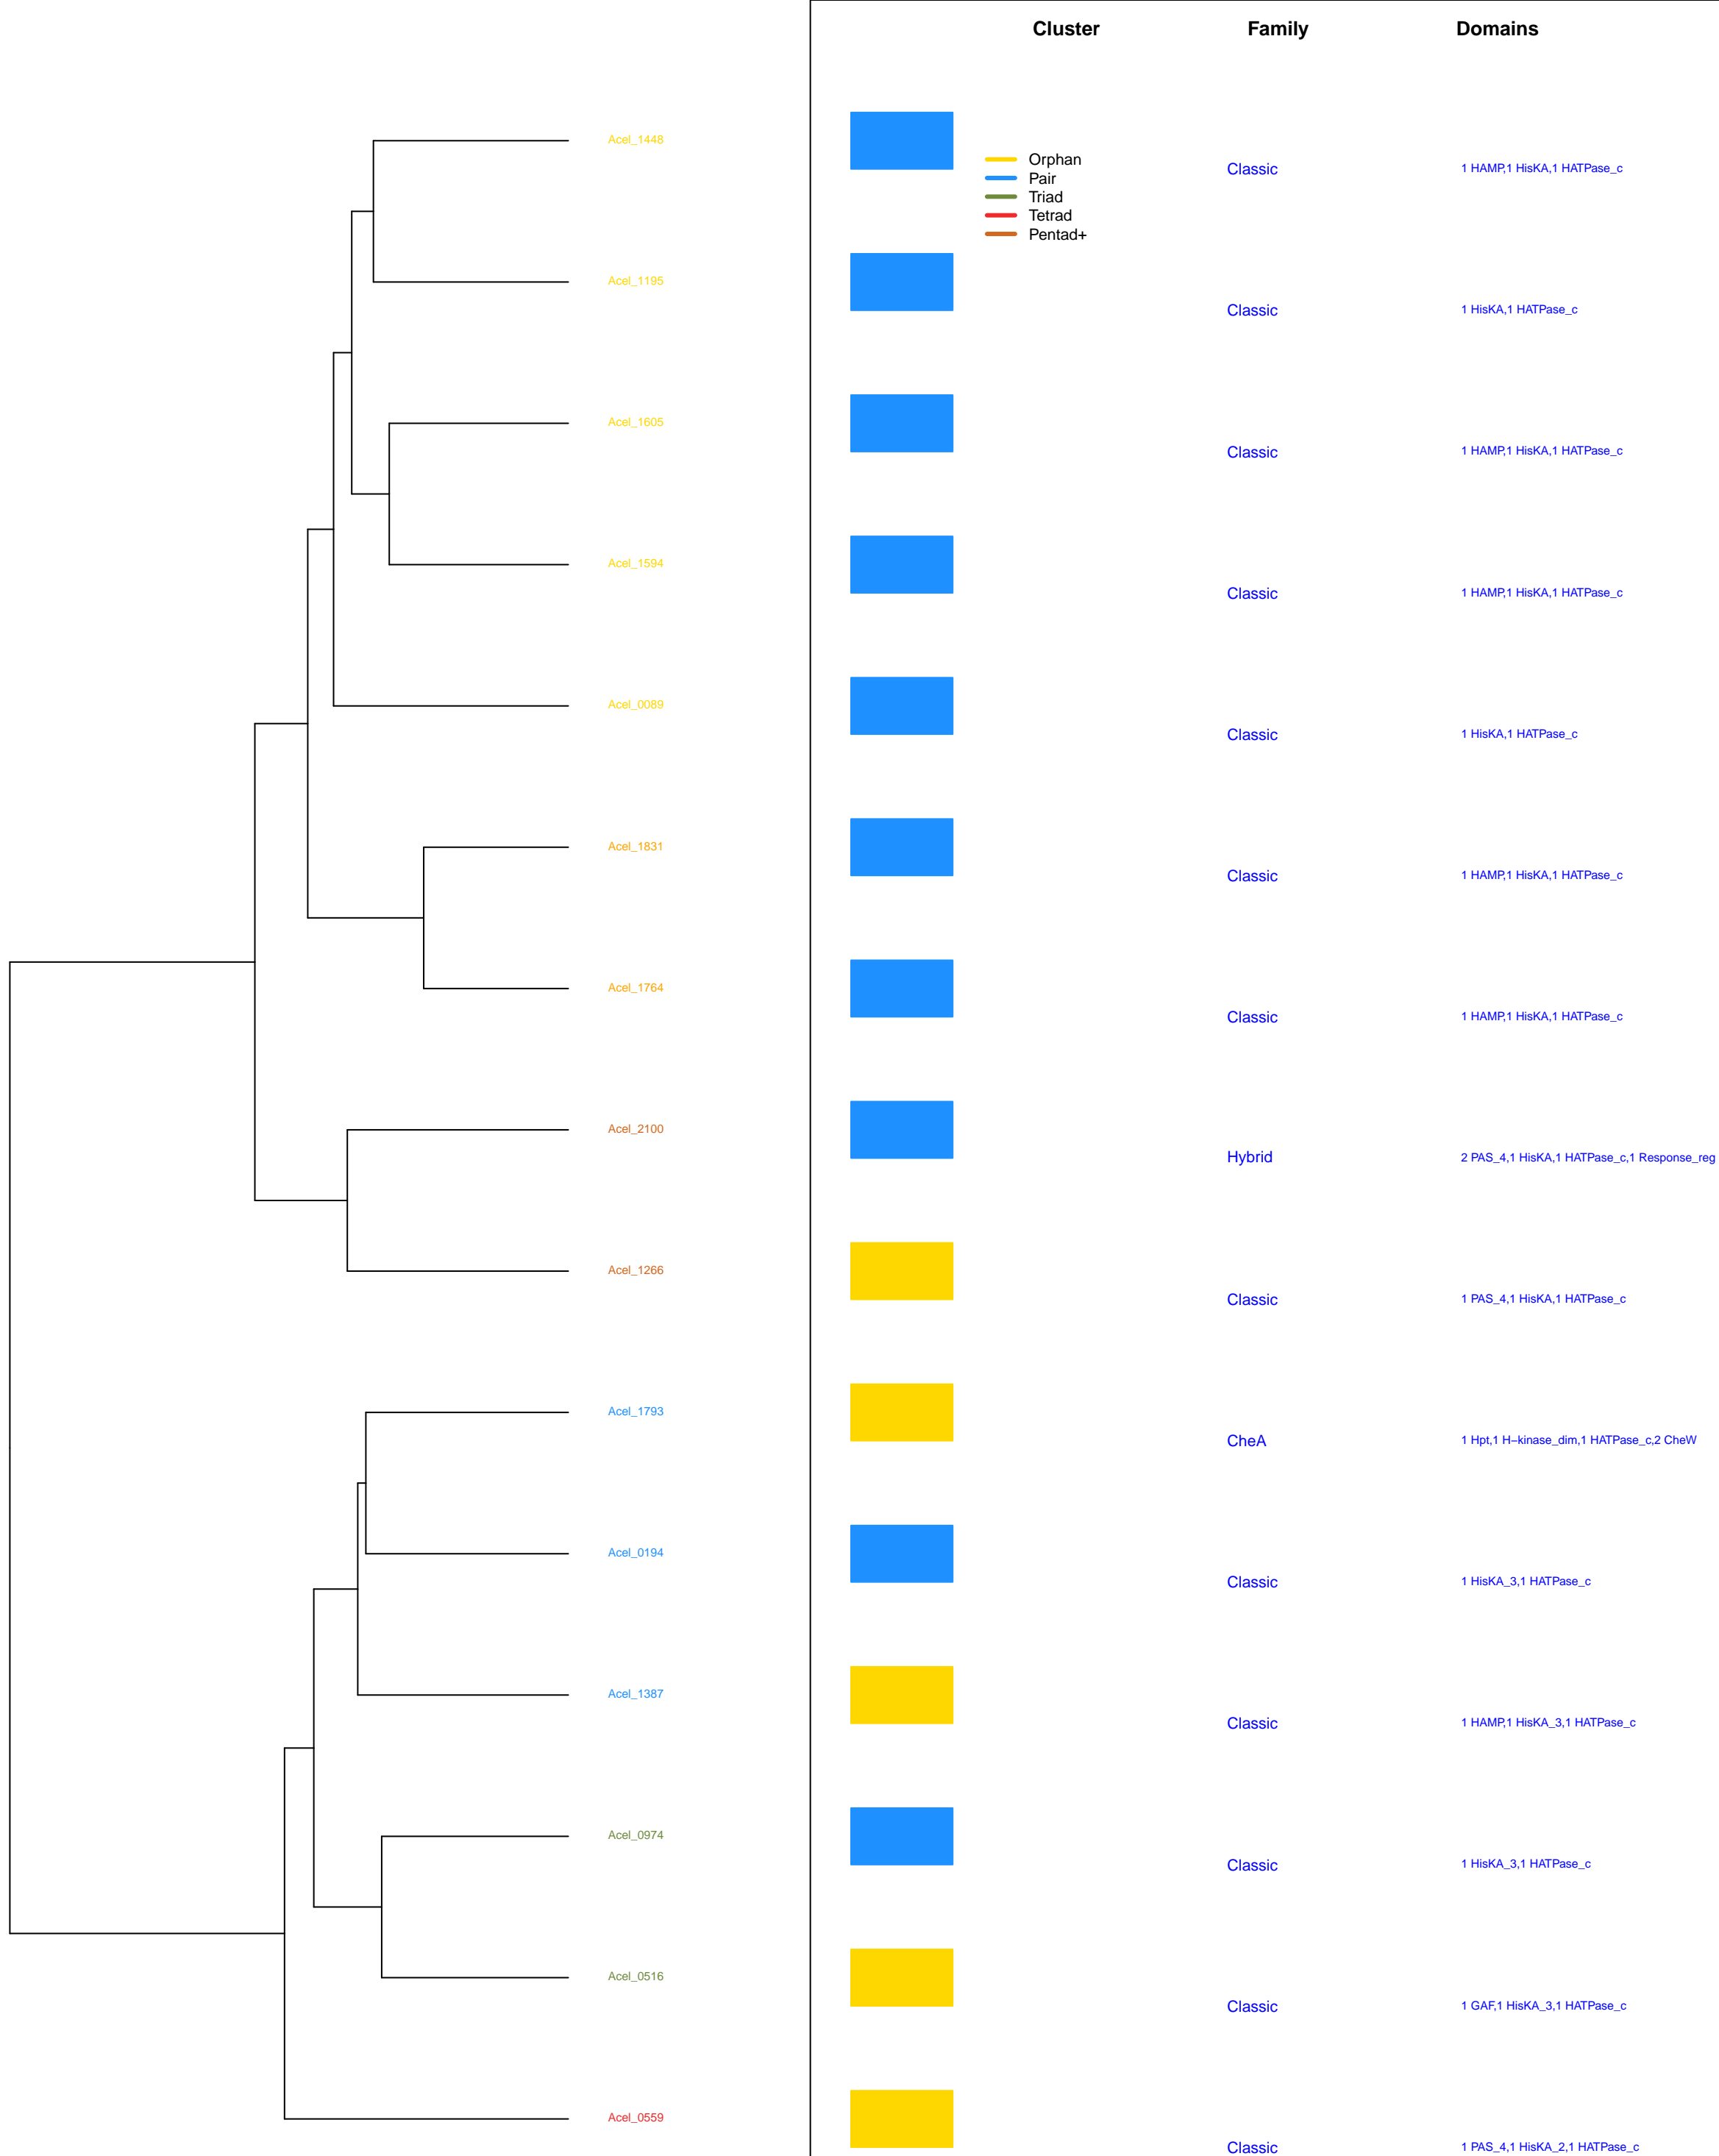 Cluster Family Domains
Acel_1448
Orphan
Pair
Triad
Tetrad
Pentad+
Classic 1 HAMP,1 HisKA,1 HATPase_c
Acel_1195
Classic 1 HisKA,1 HATPase_c
Acel_1605
Classic 1 HAMP,1 HisKA,1 HATPase_c
Acel_1594
Classic 1 HAMP,1 HisKA,1 HATPase_c
Acel_0089
Classic 1 HisKA,1 HATPase_c
Acel_1831
Classic 1 HAMP,1 HisKA,1 HATPase_c
Acel_1764
Classic 1 HAMP,1 HisKA,1 HATPase_c
Acel_2100
Hybrid 2 PAS_4,1 HisKA,1 HATPase_c,1 Response_reg
Acel_1266
Classic 1 PAS_4,1 HisKA,1 HATPase_c
Acel_1793
CheA 1 Hpt,1 H−kinase_dim,1 HATPase_c,2 CheW
Acel_0194
Classic 1 HisKA_3,1 HATPase_c
Acel_1387
Classic 1 HAMP,1 HisKA_3,1 HATPase_c
Acel_0974
Classic 1 HisKA_3,1 HATPase_c
Acel_0516
Classic 1 GAF,1 HisKA_3,1 HATPase_c
Acel_0559
Classic 1 PAS_4,1 HisKA_2,1 HATPase_c